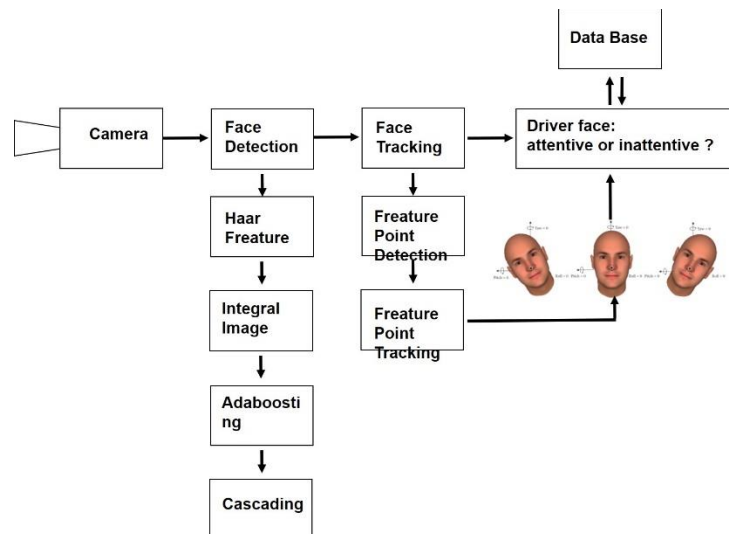 Data Base
Camera
Face
Detection
Face
Tracking
Driver face:
attentive or inattentive ?
Haar
Freature
Freature
Point
Detection
Integral
Image
Freature
Point
Tracking
Adaboosti
ng
Cascading